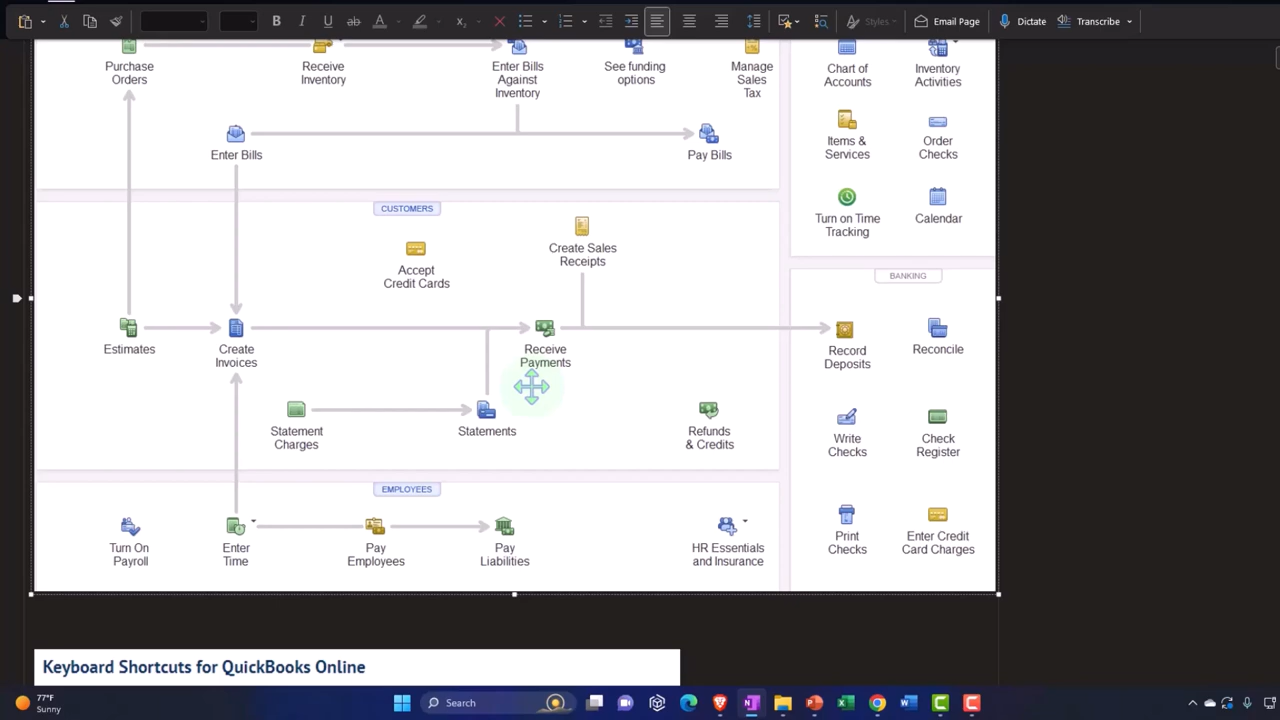 Styles
Email Page
Dictate
Transcribe
Purchase
Orders
Receive
Inventory
Enter Bills
Against
Inventory
See funding
options
Manage
Sales
Tax
Chart of
Accounts
Inventory
Activities
Enter Bills
Pay Bills
Items &
Services
Order
Checks
Turn on Time
Tracking
Calendar
CUSTOMERS
Accept
Credit Cards
Create Sales
Receipts
BANKING
Estimates
Create
Invoices
Receive
Payments
Record
Deposits
Reconcile
Statement
Charges
Statements
Refunds
& Credits
Write
Checks
Check
Register
EMPLOYEES
Turn On
Payroll
Enter
Time
Pay
Employees
Pay
Liabilities
HR Essentials
and Insurance
Print
Checks
Enter Credit
Card Charges
Keyboard Shortcuts for QuickBooks Online
77°F
Sunny
Search